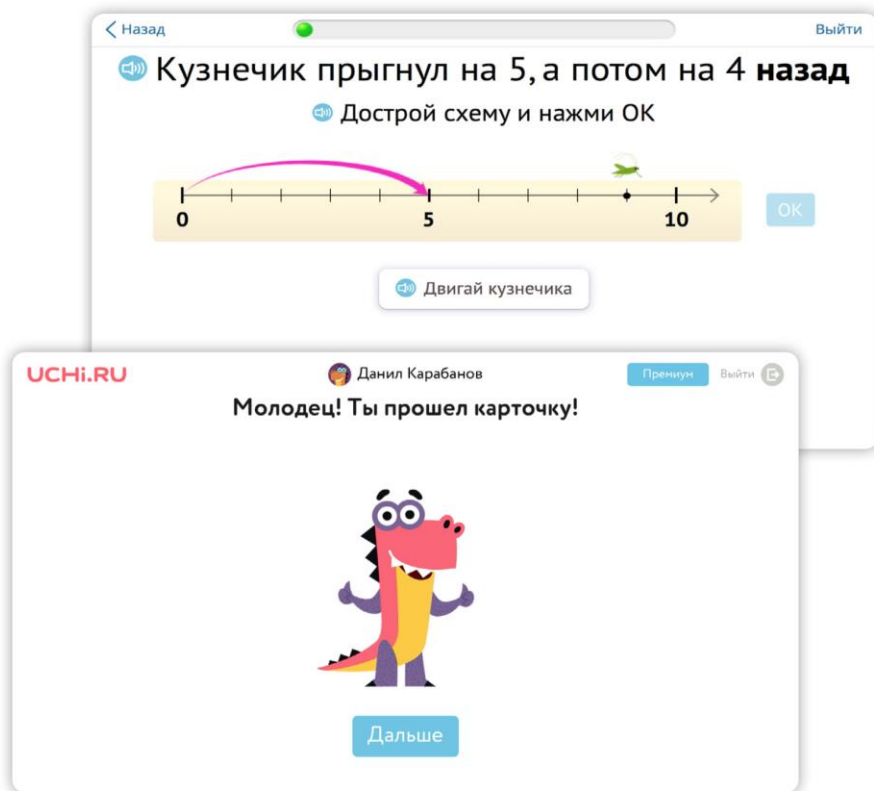 Назад
Выйти
Кузнечик прыгнул на 5, а потом на 4 назад
Дострой схему и нажми ОК
0 5 10
ОК
Двигай кузнечика
UCHi.RU
Данил Карабанов
Премиум
Выйти
Молодец! Ты прошел карточку!
Дальше